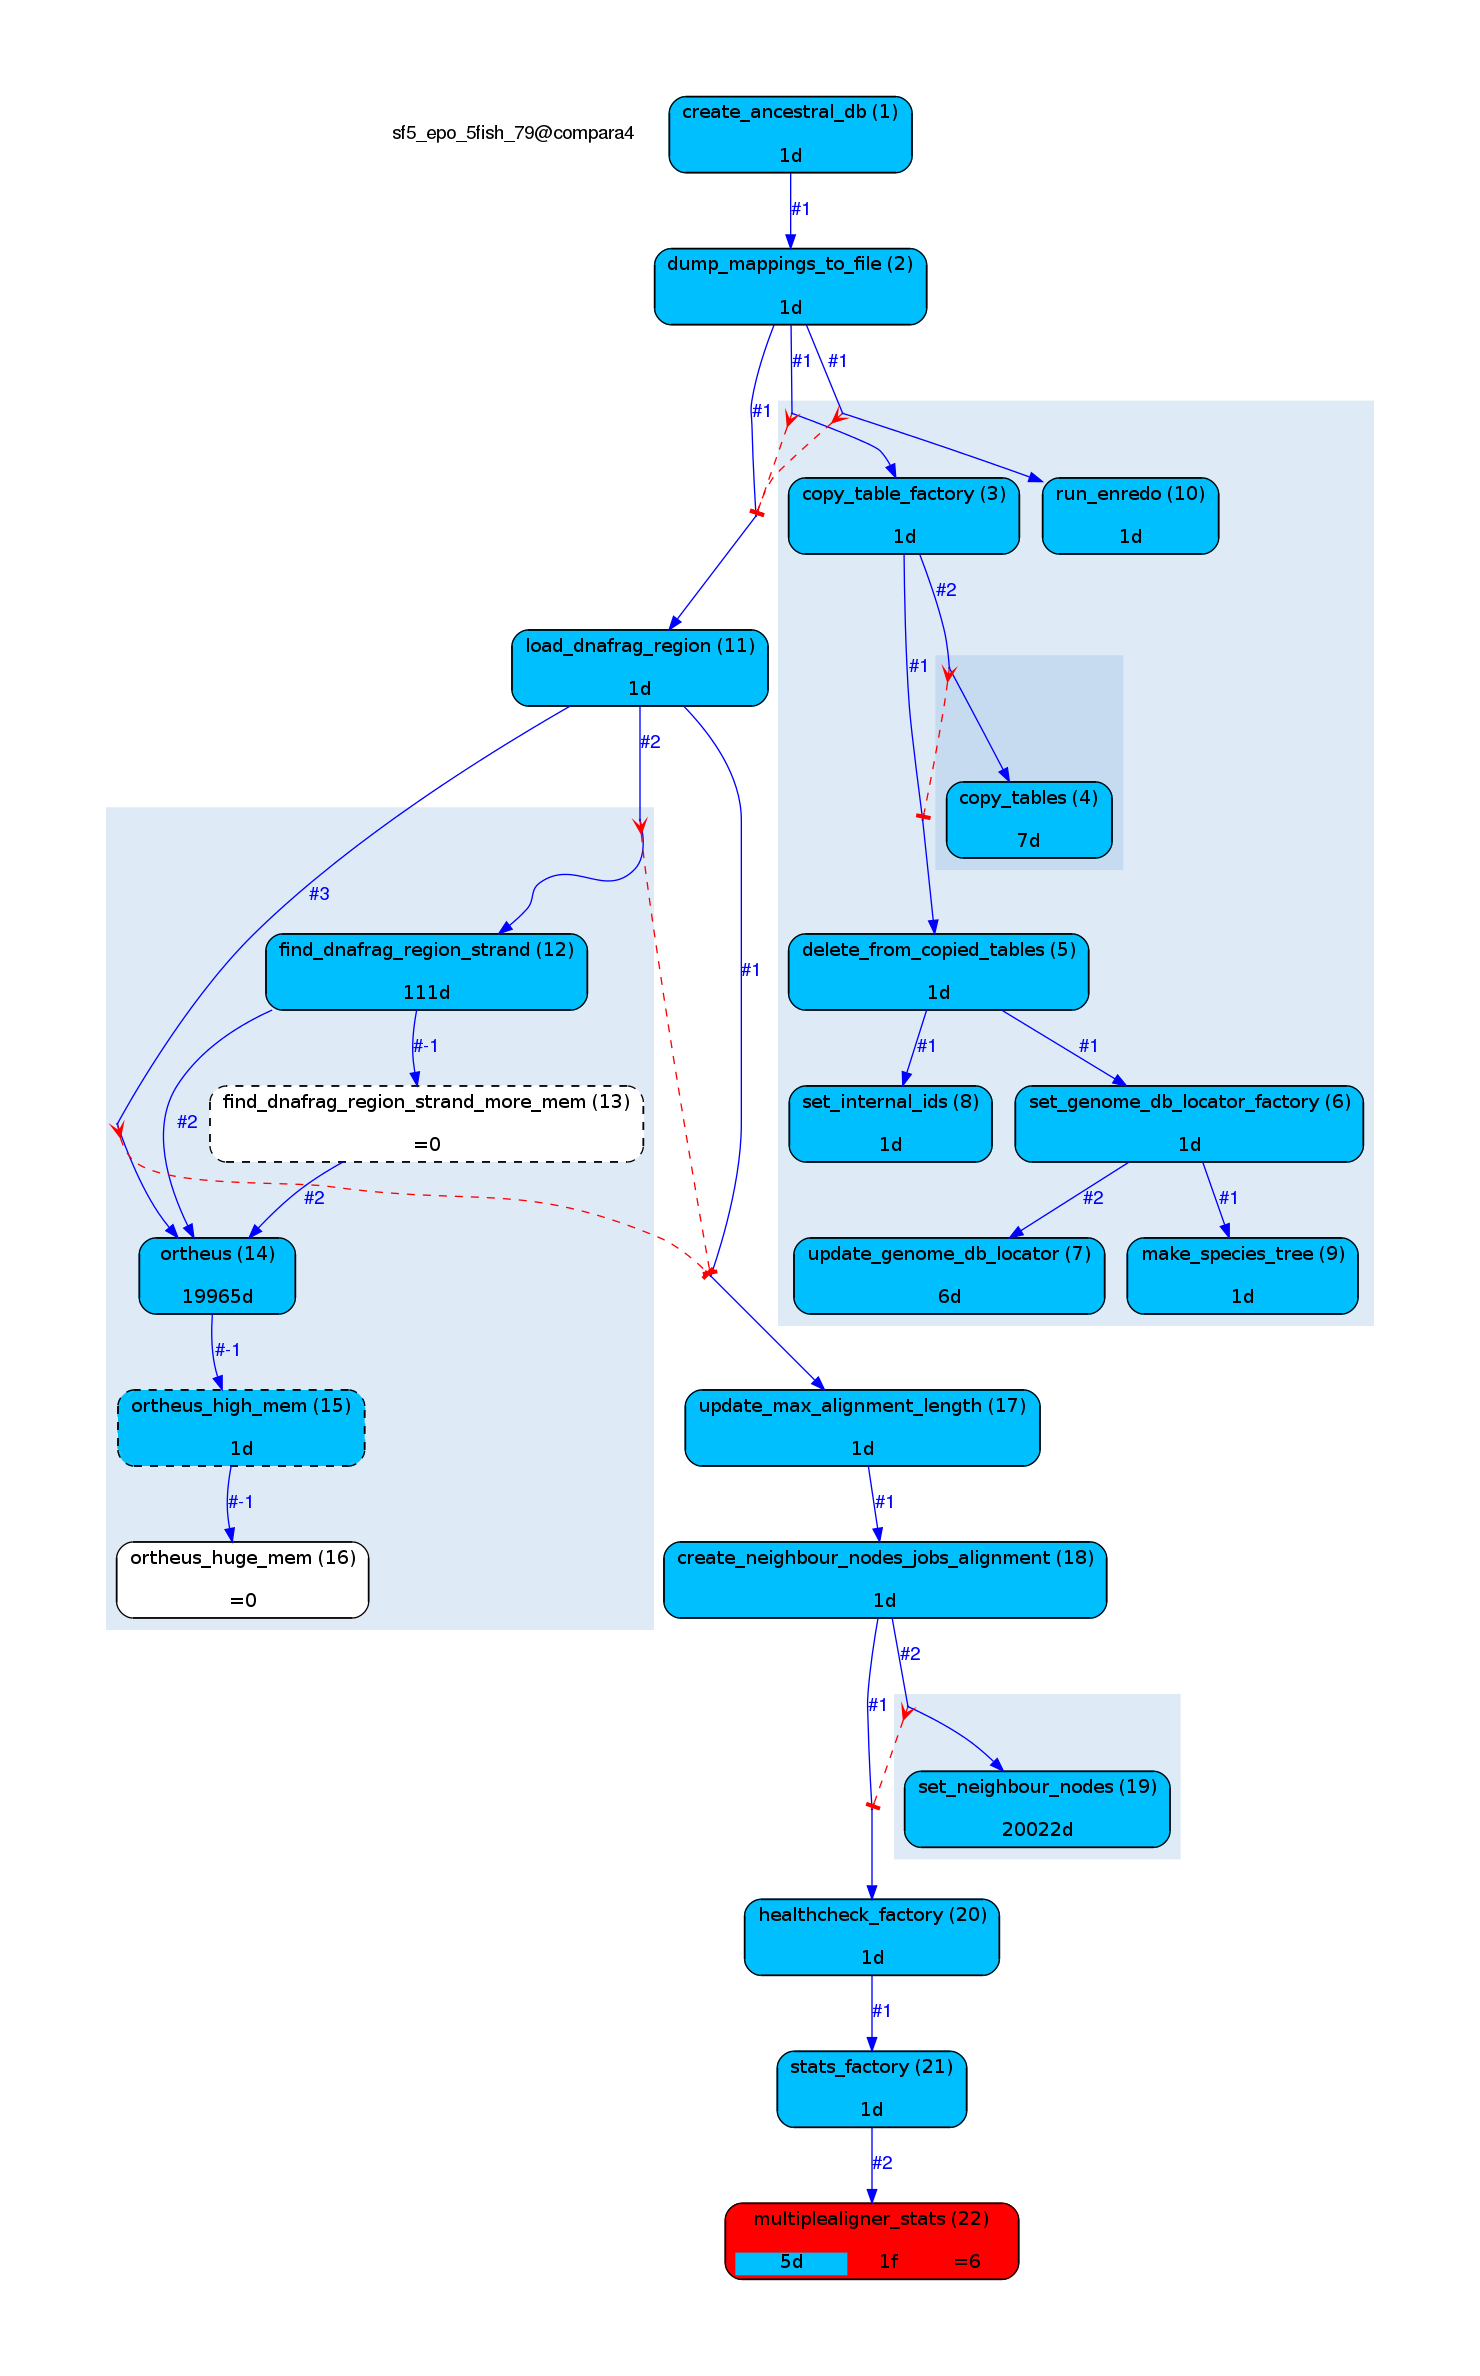 sf5_epo_5fish_79@compara4
create_ancestral_db (1)
1d
#1
dump_mappings_to_file (2)
1d
#1
#1
#1
copy_table_factory (3)
1d
run_enredo (10)
1d
#2
load_dnafrag_region (11)
1d
#1
#2
copy_tables (4)
7d
#3
find_dnafrag_region_strand (12)
111d
#1
delete_from_copied_tables (5)
1d
#-1
#1
#1
#2
find_dnafrag_region_strand_more_mem (13)
=0
set_internal_ids (8)
1d
set_genome_db_locator_factory (6)
1d
#2
#2
#1
ortheus (14)
19965d
update_genome_db_locator (7)
6d
make_species_tree (9)
1d
#-1
ortheus_high_mem (15)
1d
update_max_alignment_length (17)
1d
#-1
#1
ortheus_huge_mem (16)
=0
create_neighbour_nodes_jobs_alignment (18)
1d
#2
#1
set_neighbour_nodes (19)
20022d
healthcheck_factory (20)
1d
#1
stats_factory (21)
1d
#2
multiplealigner_stats (22)
5d 1f =6